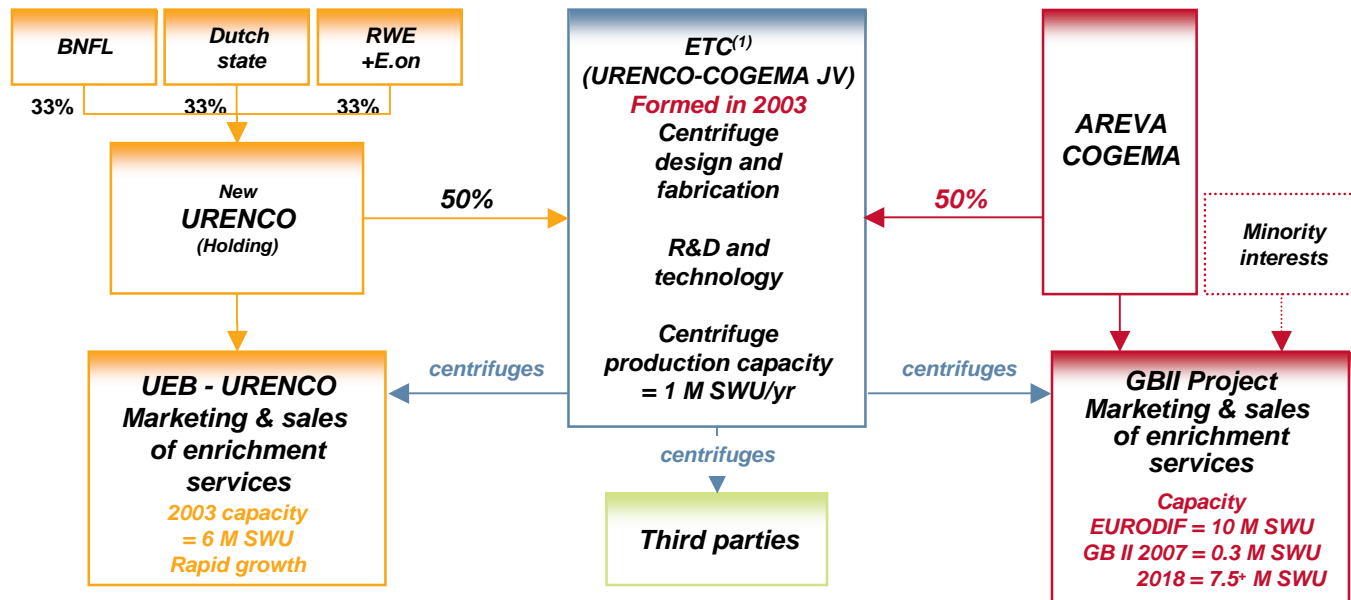 BNFL
Dutch
state
RWE
+E.on
33%
33%
33%
New
URENCO
(Holding)
50%
UEB - URENCO
Marketing & sales
of enrichment
services
2003 capacity
= 6 M SWU
Rapid growth
centrifuges
ETC(1)
(URENCO-COGEMA JV)
Formed in 2003
Centrifuge
design and
fabrication
R&D and
technology
Centrifuge
production capacity
= 1 M SWU/yr
centrifuges
Third parties
50%
AREVA
COGEMA
Minority
interests
centrifuges
GBII Project
Marketing & sales
of enrichment
services
Capacity
EURODIF = 10 M SWU
GB II 2007 = 0.3 M SWU
2018 = 7.5+ M SWU